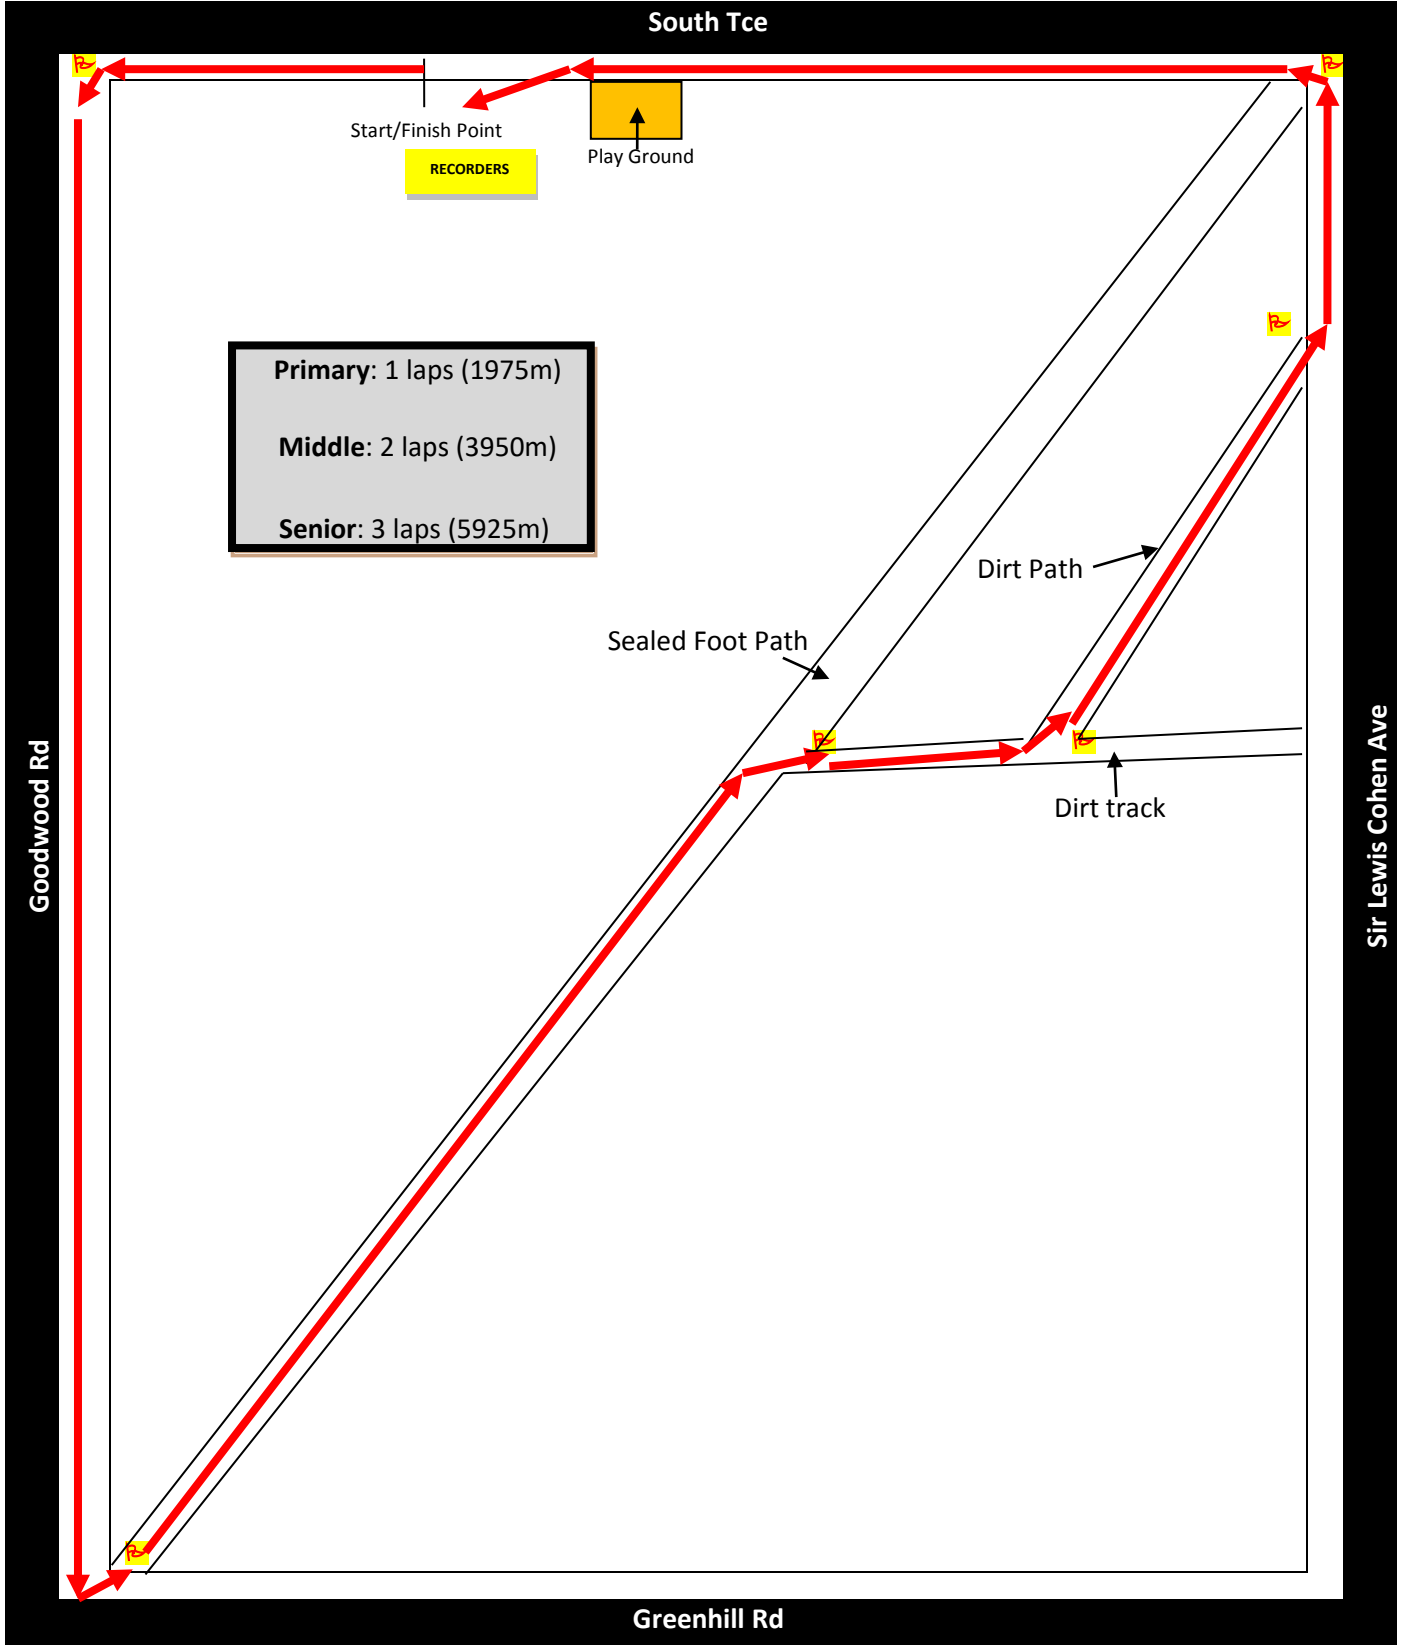 South Tce
Start/Finish Point
RECORDERS
Play Ground
Primary: 1 laps (1975m)
Middle: 2 laps (3950m)
Senior: 3 laps (5925m)
Dirt Path
Sealed Foot Path
Dirt track
Goodwood Rd
Sir Lewis Cohen Ave
Greenhill Rd